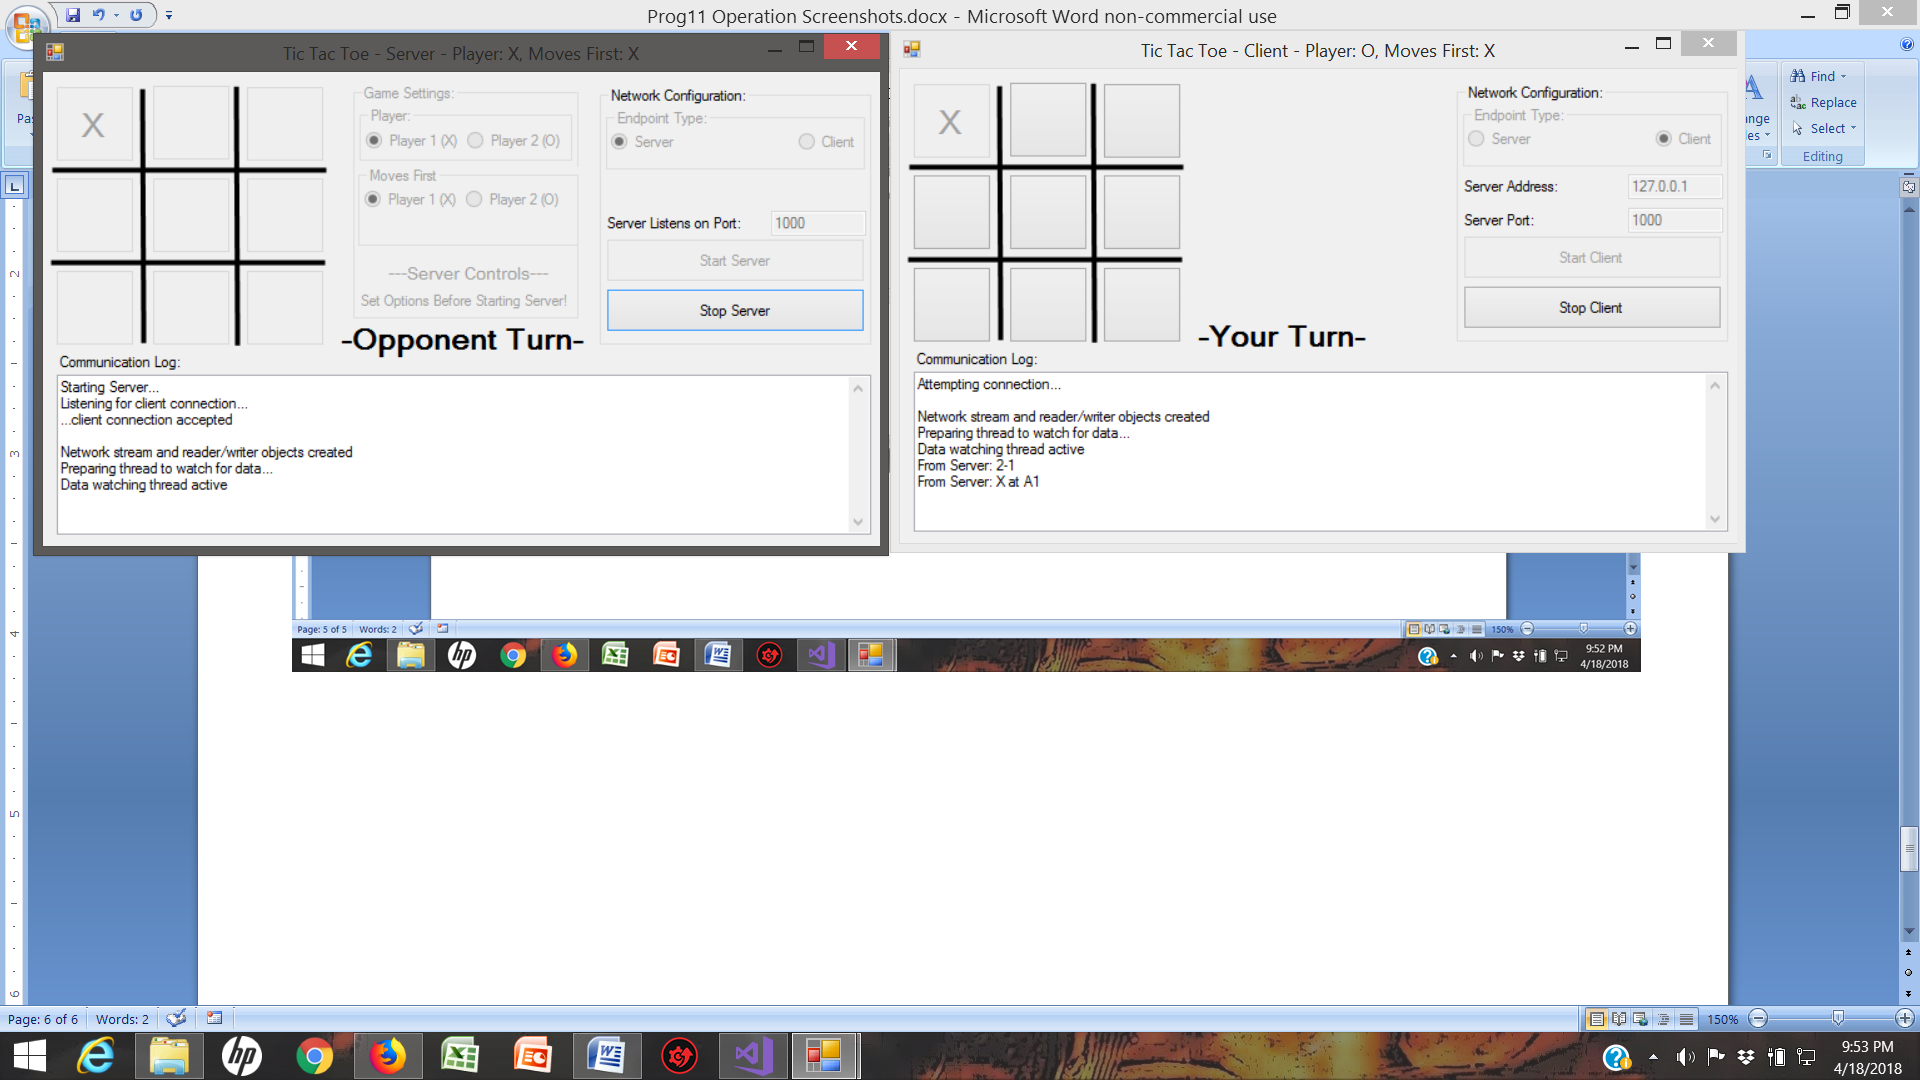 Prog11 Operation Screenshots.docx - Microsoft Word non-commercial use
Tic Tac Toe - Server - Player: X, Moves First: X
X
Game Settings:
Player:
Player 1 (X) Player 2 (O)
Moves First
Player 1 (X) Player 2 (O)
---Server Controls---
Set Options Before Starting Server!
Network Configuration:
Endpoint Type:
Server Client
Server Listens on Port: 1000
Start Server
Stop Server
-Opponent Turn-
Communication Log:
Starting Server...
Listening for client connection...
...client connection accepted
Network stream and reader/writer objects created
Preparing thread to watch for data...
Data watching thread active
Tic Tac Toe - Client - Player: O, Moves First: X
X
Network Configuration:
Endpoint Type:
Server Client
Server Address: 127.0.0.1
Server Port: 1000
Start Client
Stop Client
-Your Turn-
Communication Log:
Attempting connection...
Network stream and reader/writer objects created
Preparing thread to watch for data...
Data watching thread active
From Server: 2-1
From Server: X at A1
Find
Replace
Select
Editing
2
3
4
5
6
Page: 5 of 5 Words: 2
150%
hp
9:52 PM
4/18/2018
Page: 6 of 6 Words: 2
150%
hp
9:53 PM
4/18/2018